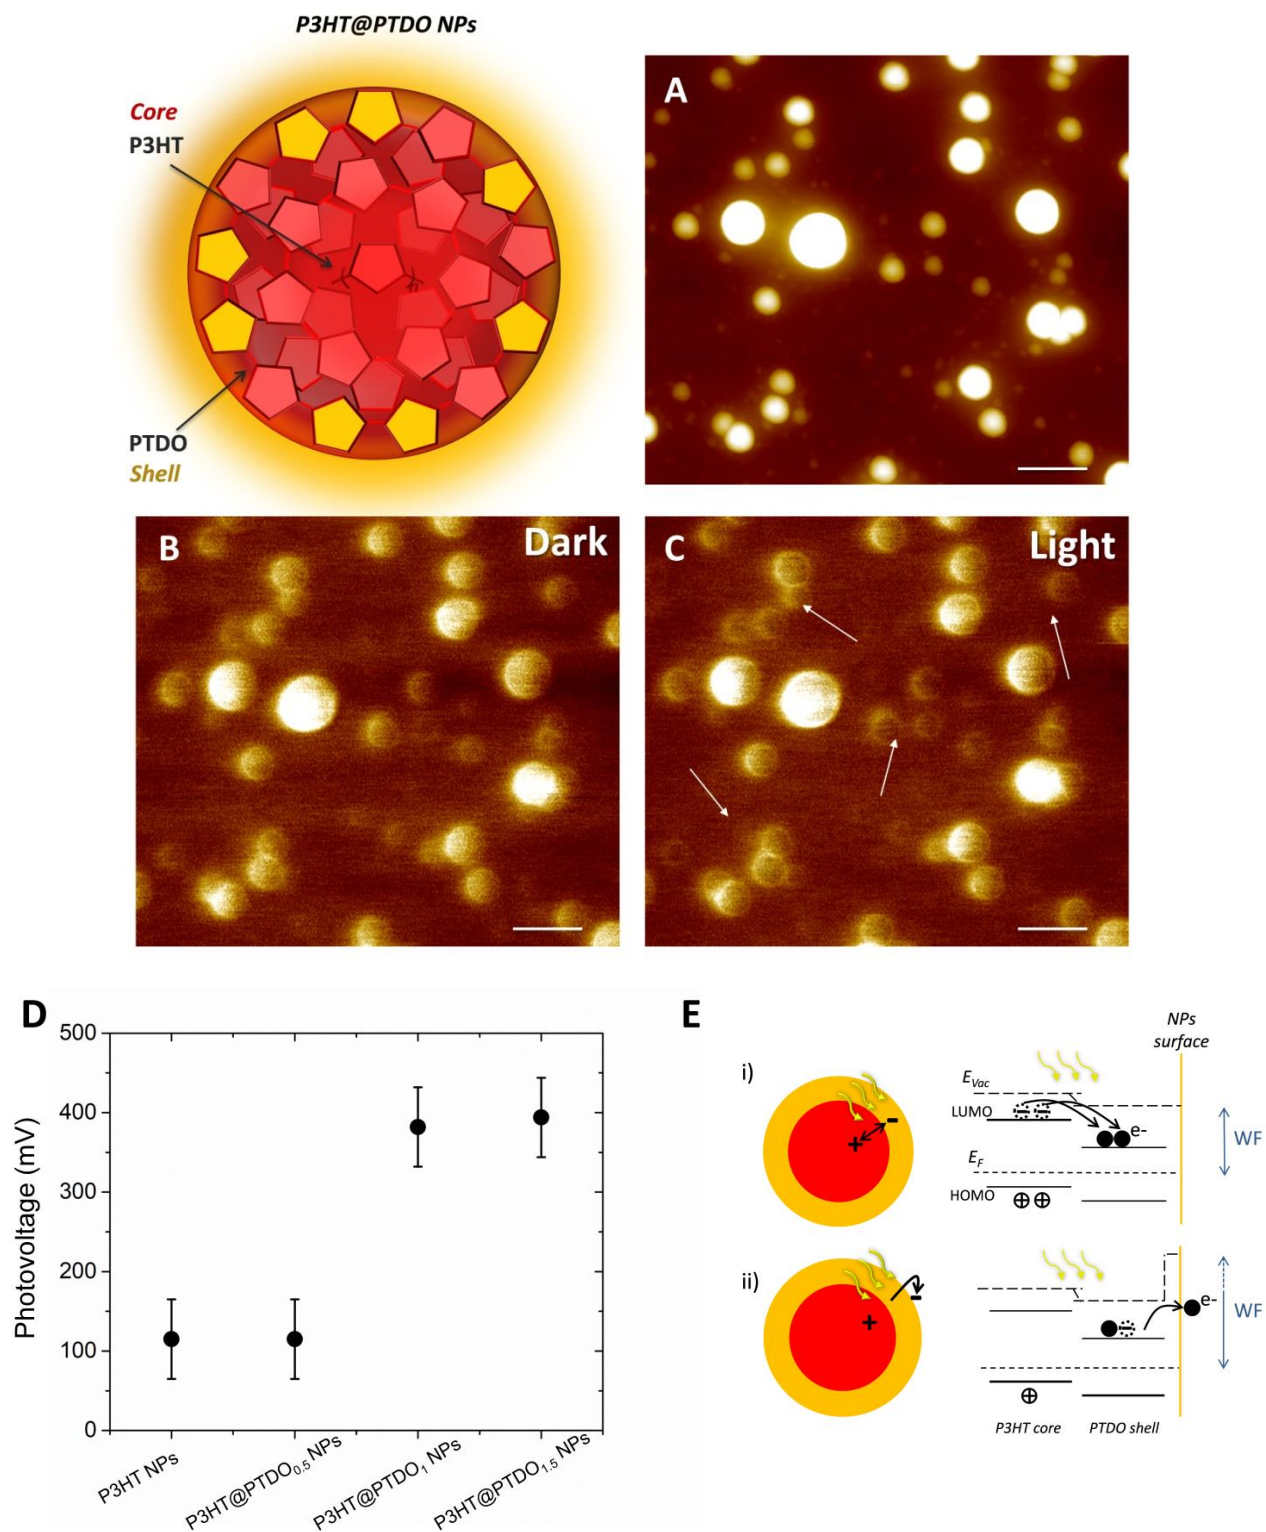 P3HT@PTDO NPs
Core
P3HT
PTDO
Shell
A
B
Dark
C
Light
D
Photovoltage (mV)
500
400
300
200
100
0
P3HT NPs
P3HT@PTDO0.5 NPs
P3HT@PTDO1 NPs
P3HT@PTDO1.5 NPs
E
NPs
surface
i)
EVac
LUMO
e-
WF
EF
HOMO
+
-
ii)
e-
WF
+
-
P3HT core
PTDO shell